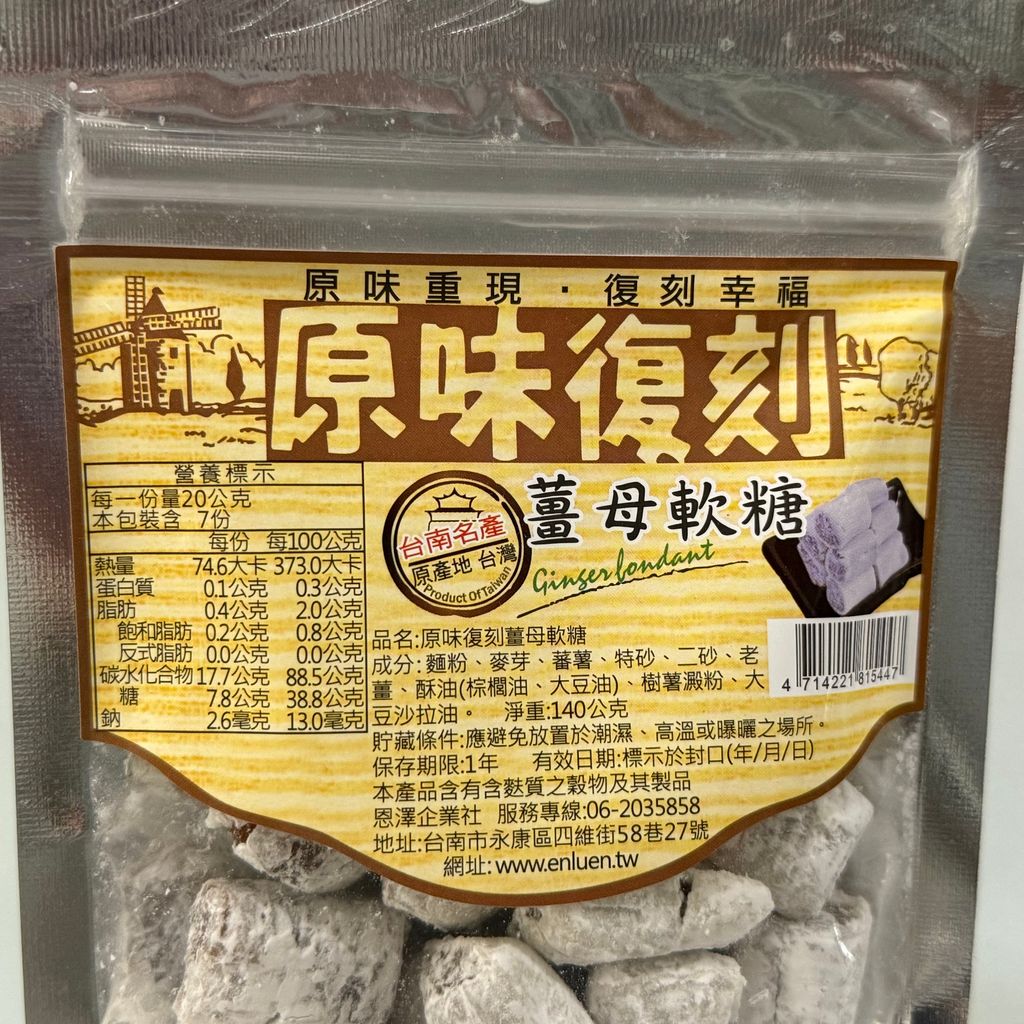 原味重現·復刻幸福
原味復刻
營養標示
每一份量20公克
本包裝含 7份
每份 每100公克
熱量 74.6大卡 373.0大卡
蛋白質 0.1公克 0.3公克
脂肪 0.4公克 2.0公克
飽和脂肪 0.2公克 0.8公克
反式脂肪 0.0公克 0.0公克
碳水化合物 17.7公克 88.5公克
糖 7.8公克 38.8公克
鈉 2.6毫克 13.0毫克
台南名產
原產地 台灣
Product Of Taiwan
薑母軟糖
Ginger fondant
品名:原味復刻薑母軟糖
成分:麵粉、麥芽、蕃薯、特砂、二砂、老
薑、酥油(棕櫚油、大豆油)、樹薯澱粉、大
豆沙拉油。 淨重:140公克
4 714221 815447
貯藏條件:應避免放置於潮濕、高溫或曝曬之場所。
保存期限:1年 有效日期:標示於封口(年/月/日)
本產品含有含麩質之穀物及其製品
恩澤企業社 服務專線:06-2035858
地址:台南市永康區四維街58巷27號
網址:www.enluen.tw